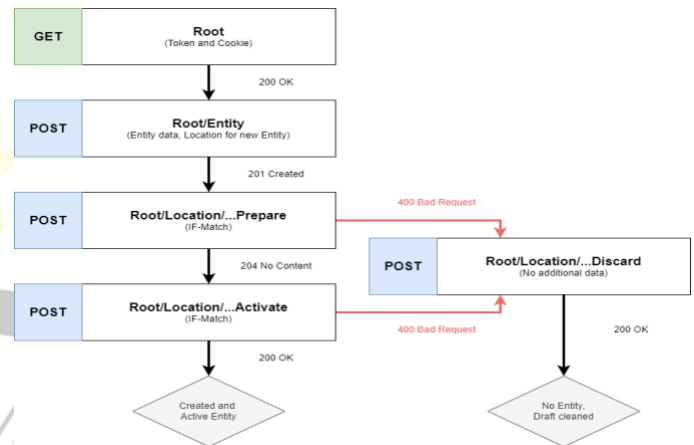 GET
Root
(Token and Cookie)
200 OK
POST
Root/Entity
(Entity data, Location for new Entity)
201 Created
POST
Root/Location/...Prepare
(IF-Match)
400 Bad Request
204 No Content
POST
Root/Location/...Discard
(No additional data)
POST
Root/Location/...Activate
(IF-Match)
400 Bad Request
200 OK
200 OK
Created and
Active Entity
No Entity,
Draft cleaned